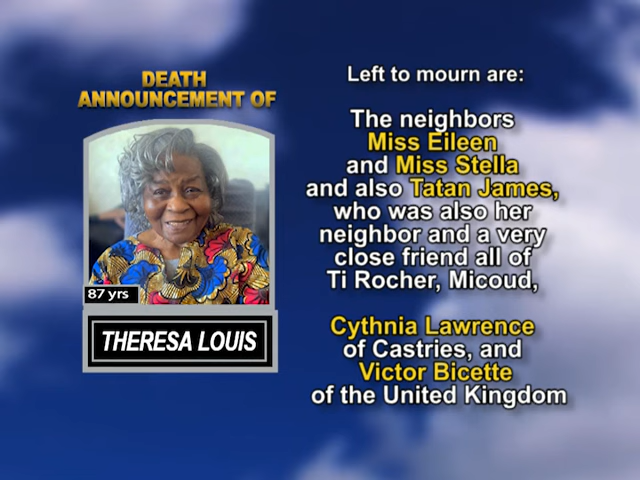 DEATH
ANNOUNCEMENT OF
87 yrs
THERESA LOUIS
Left to mourn are:
The neighbors
Miss Eileen
and Miss Stella
and also Tatan James,
who was also her
neighbor and a very
close friend all of
Ti Rocher, Micoud,
Cythnia Lawrence
of Castries, and
Victor Bicette
of the United Kingdom